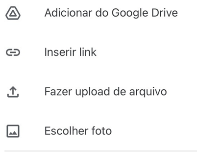 Adicionar do Google Drive
Inserir link
Fazer upload de arquivo
Escolher foto